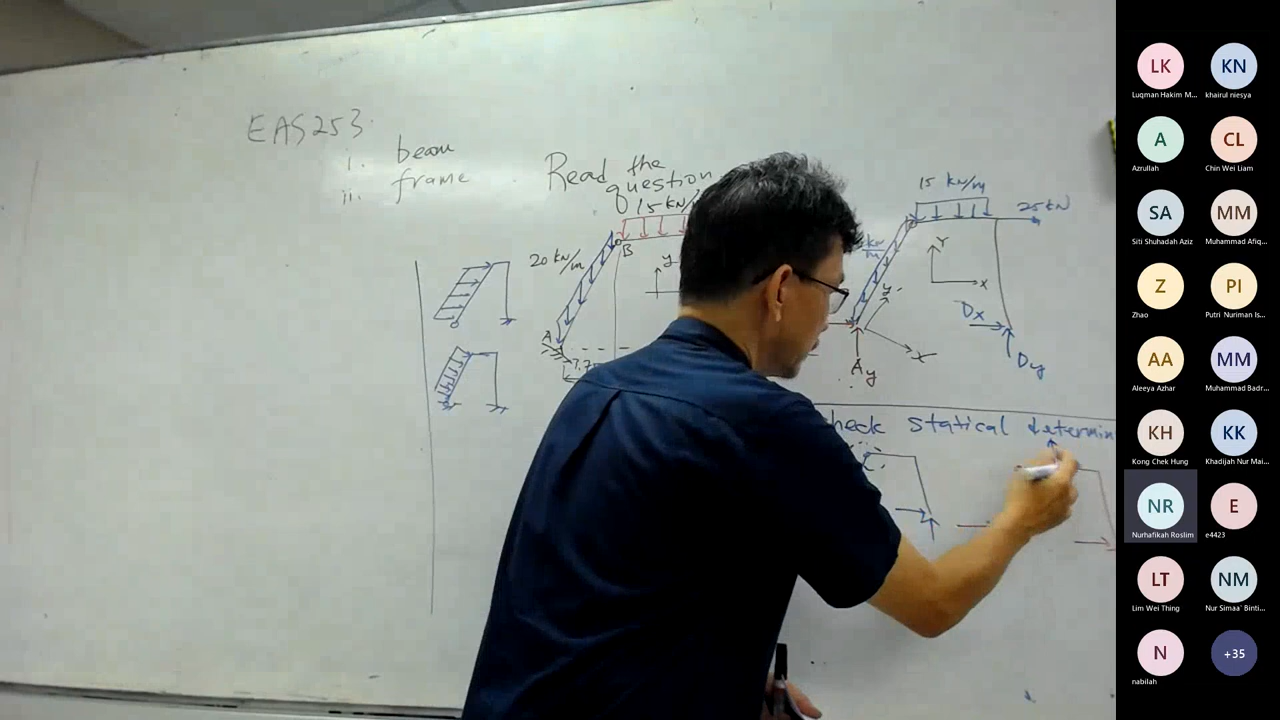 EAS253
i. beam
ii. frame
Read the
question
15 kN/
20 kN/m
B
y
A
15 kN/m
25 kN
kN
m
Y
x
y
x
Dx
Ay
Dy
heck statical determin
LK
Luqman Hakim M...
KN
khairul niesya
A
Azrullah
CL
Chin Wei Liam
SA
Siti Shuhadah Aziz
MM
Muhammad Afiq...
Z
Zhao
PI
Putri Nuriman Is...
AA
Aleeya Azhar
MM
Muhammad Badr...
KH
Kong Chek Hung
KK
Khadijah Nur Mai...
NR
Nurhafikah Roslim
E
e4423
LT
Lim Wei Thing
NM
Nur Simaa` Binti...
N
nabilah
+35